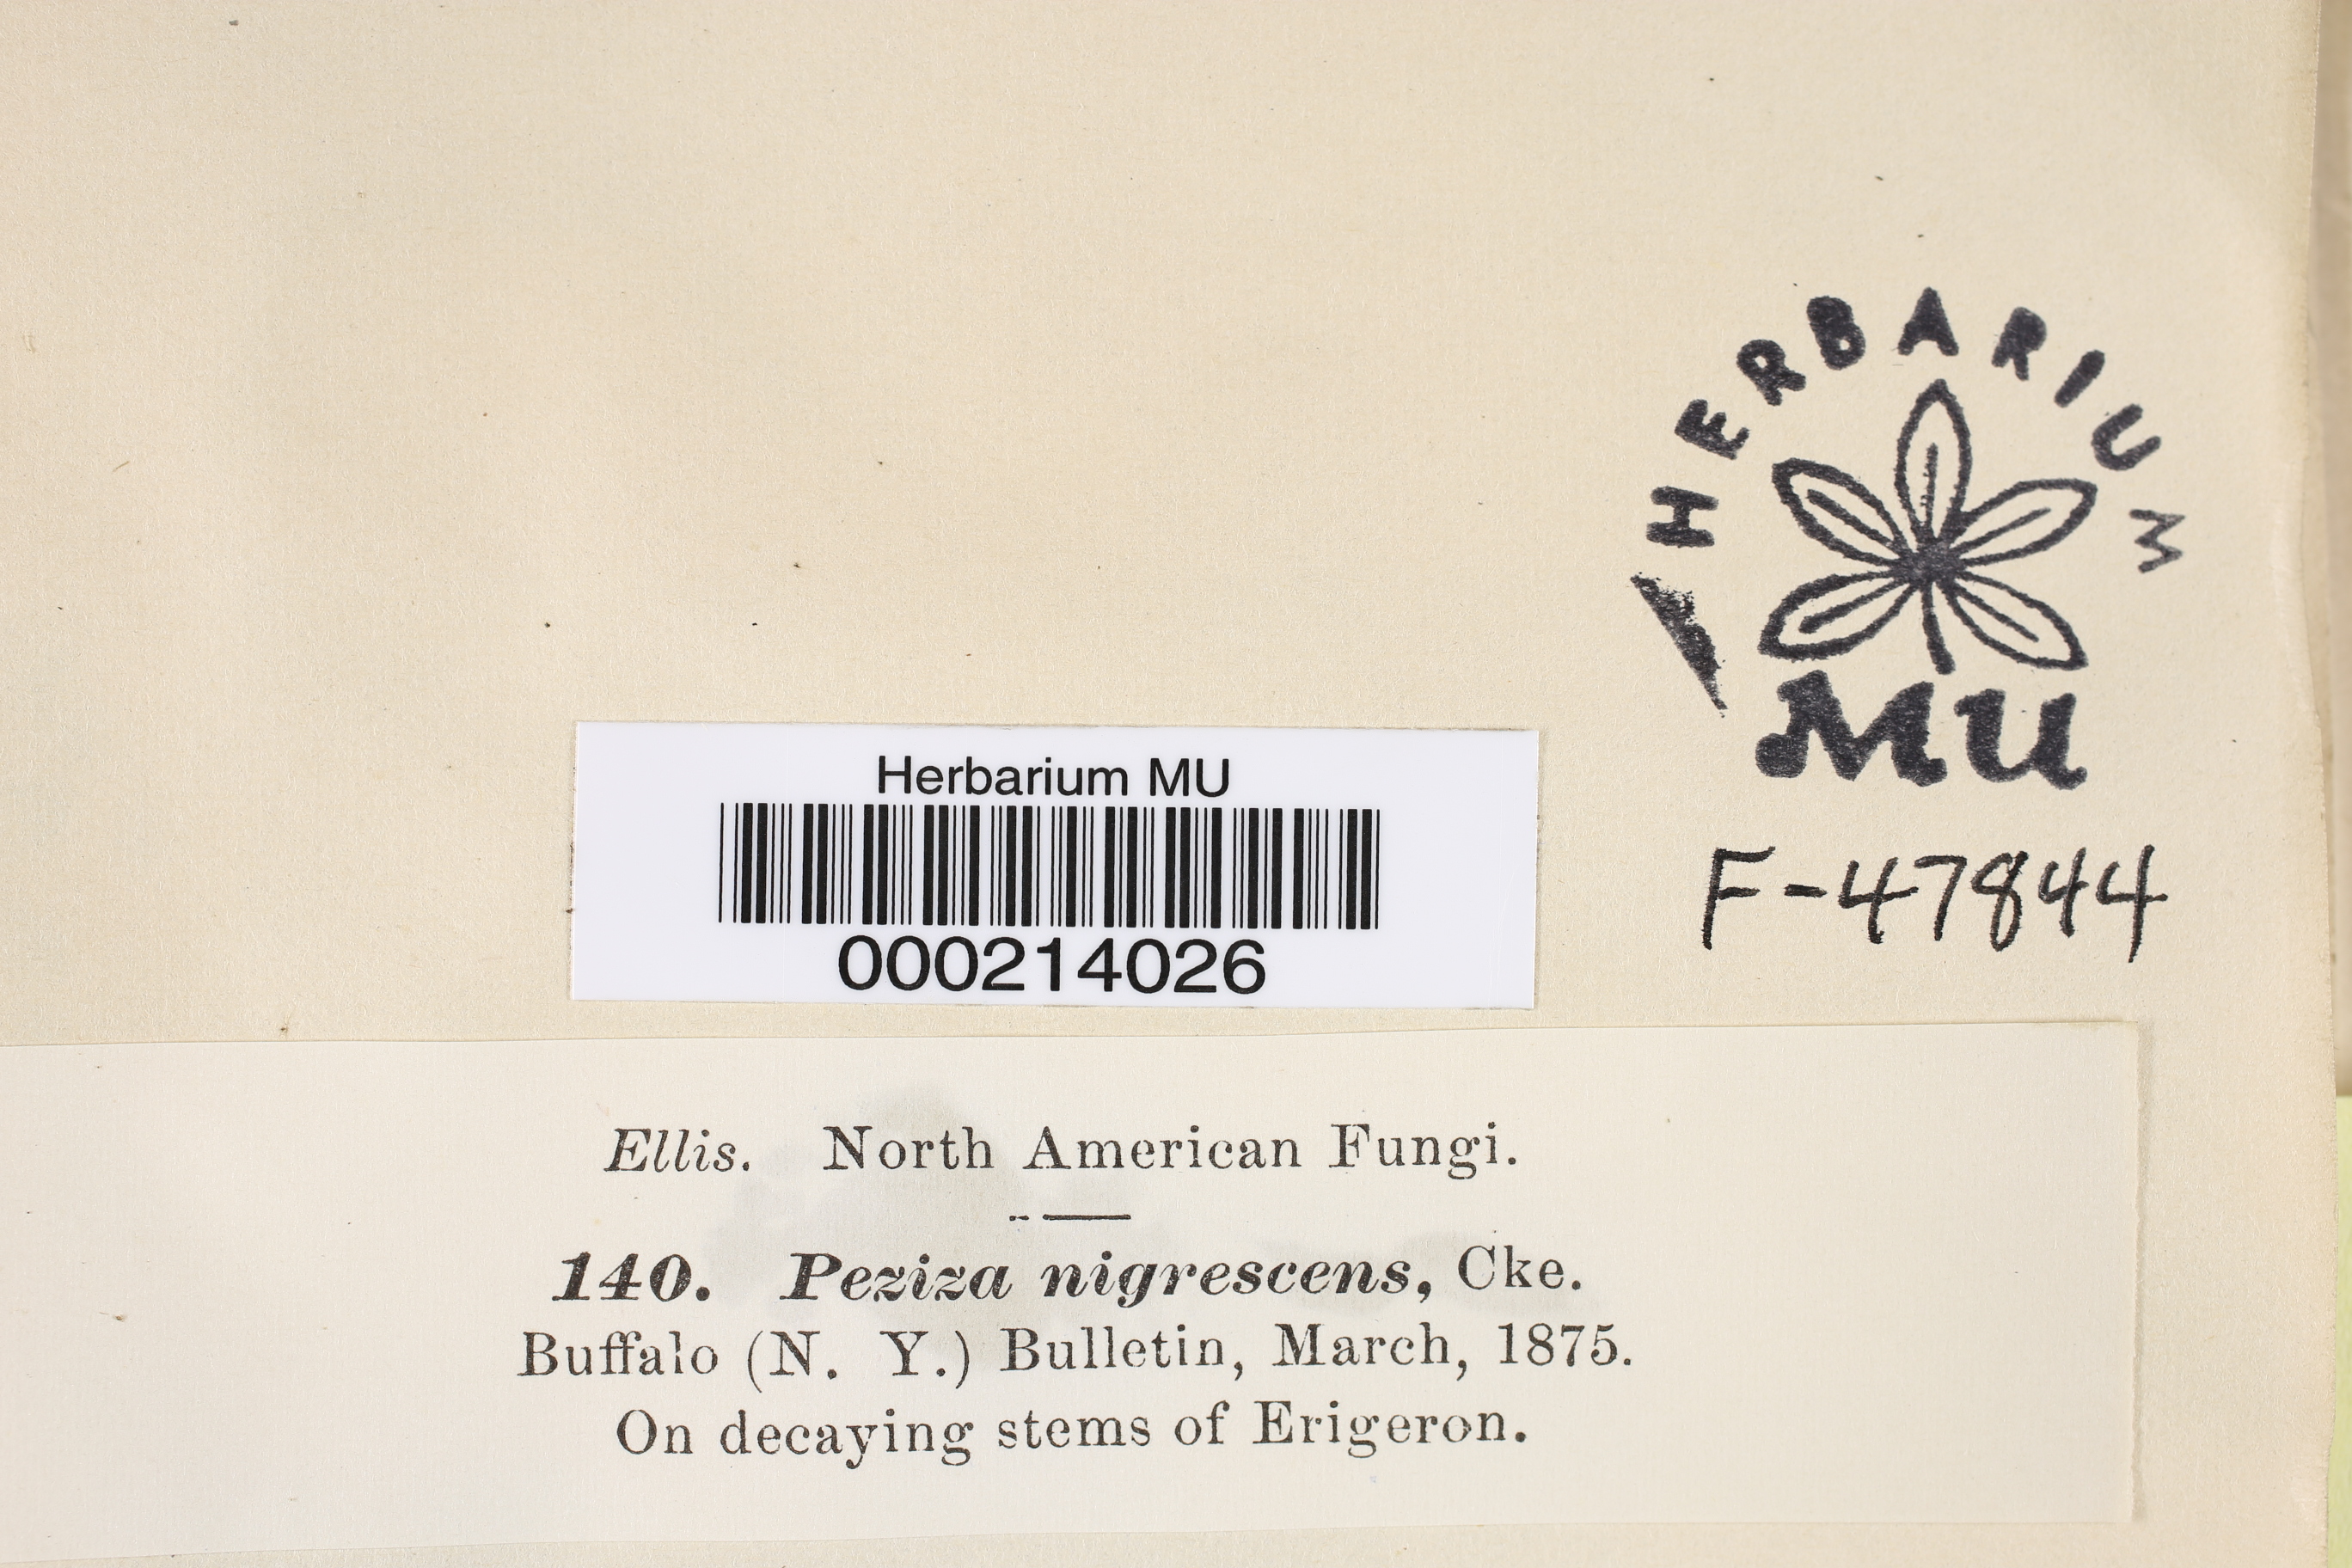 HERBARIUM
MU
F-47844
Herbarium MU
000214026
Ellis. North American Fungi.
140. Peziza nigrescens, Cke.
Buffalo (N. Y.) Bulletin, March, 1875.
On decaying stems of Erigeron.